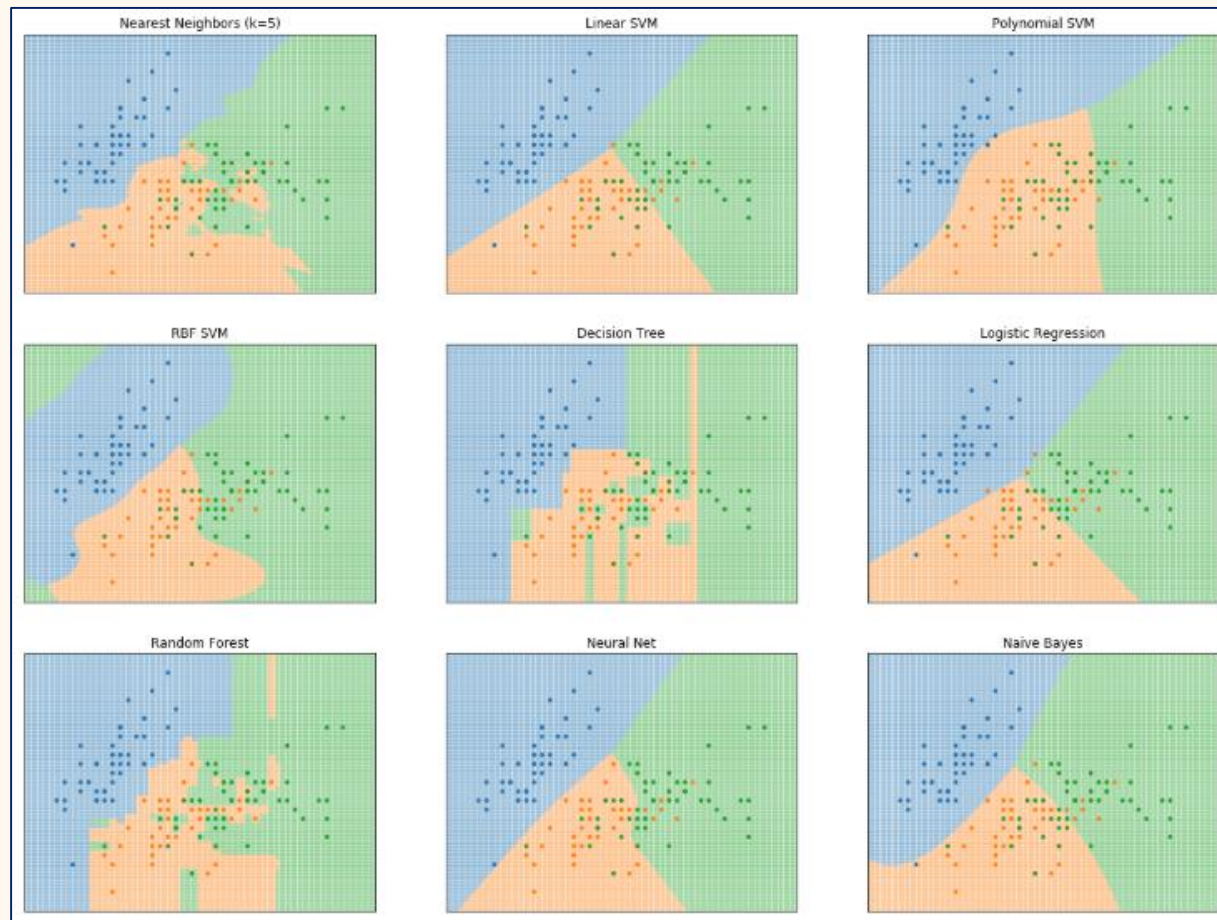 Nearest Neighbors (k=5)
Linear SVM
Polynomial SVM
RBF SVM
Decision Tree
Logistic Regression
Random Forest
Neural Net
Naive Bayes